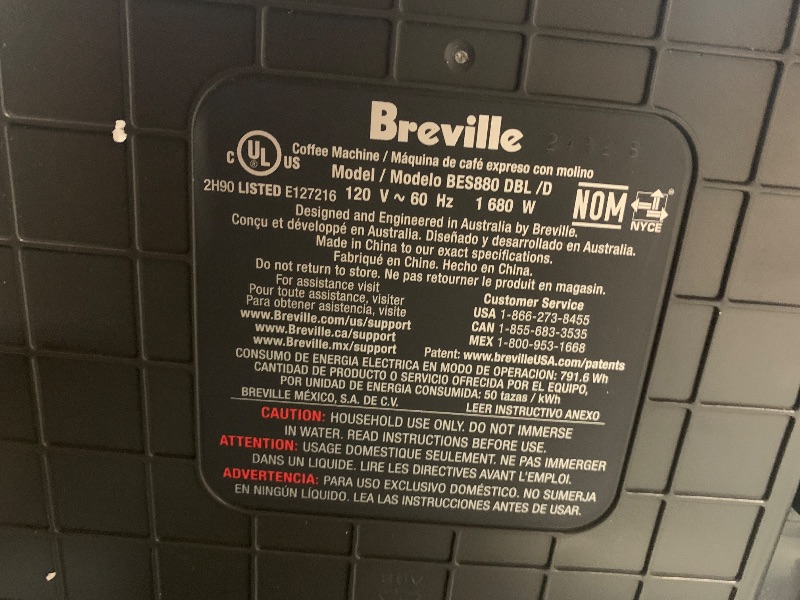 Breville
C UL US
Coffee Machine / Máquina de café expreso con molino
Model / Modelo BES880 DBL /D
2H90 LISTED E127216 120 V ~ 60 Hz 1 680 W
NOM
NYCE
Designed and Engineered in Australia by Breville.
Conçu et développé en Australia. Diseñado y desarrollado en Australia.
Made in China to our exact specifications.
Fabriqué en Chine. Hecho en China.
Do not return to store. Ne pas retourner le produit en magasin.
For assistance visit
Pour toute assistance, visiter
Para obtener asistencia, visite
www.Breville.com/us/support
www.Breville.ca/support
www.Breville.mx/support
Customer Service
USA 1-866-273-8455
CAN 1-855-683-3535
MEX 1-800-953-1668
Patent: www.brevilleUSA.com/patents
CONSUMO DE ENERGIA ELECTRICA EN MODO DE OPERACION: 791.6 Wh
CANTIDAD DE PRODUCTO O SERVICIO OFRECIDA POR EL EQUIPO,
POR UNIDAD DE ENERGIA CONSUMIDA: 50 tazas / kWh
BREVILLE MÉXICO, S.A. DE C.V. LEER INSTRUCTIVO ANEXO
CAUTION: HOUSEHOLD USE ONLY. DO NOT IMMERSE
IN WATER. READ INSTRUCTIONS BEFORE USE.
ATTENTION: USAGE DOMESTIQUE SEULEMENT. NE PAS IMMERGER
DANS UN LIQUIDE. LIRE LES DIRECTIVES AVANT L'EMPLOI.
ADVERTENCIA: PARA USO EXCLUSIVO DOMÉSTICO. NO SUMERJA
EN NINGÚN LÍQUIDO. LEA LAS INSTRUCCIONES ANTES DE USAR.